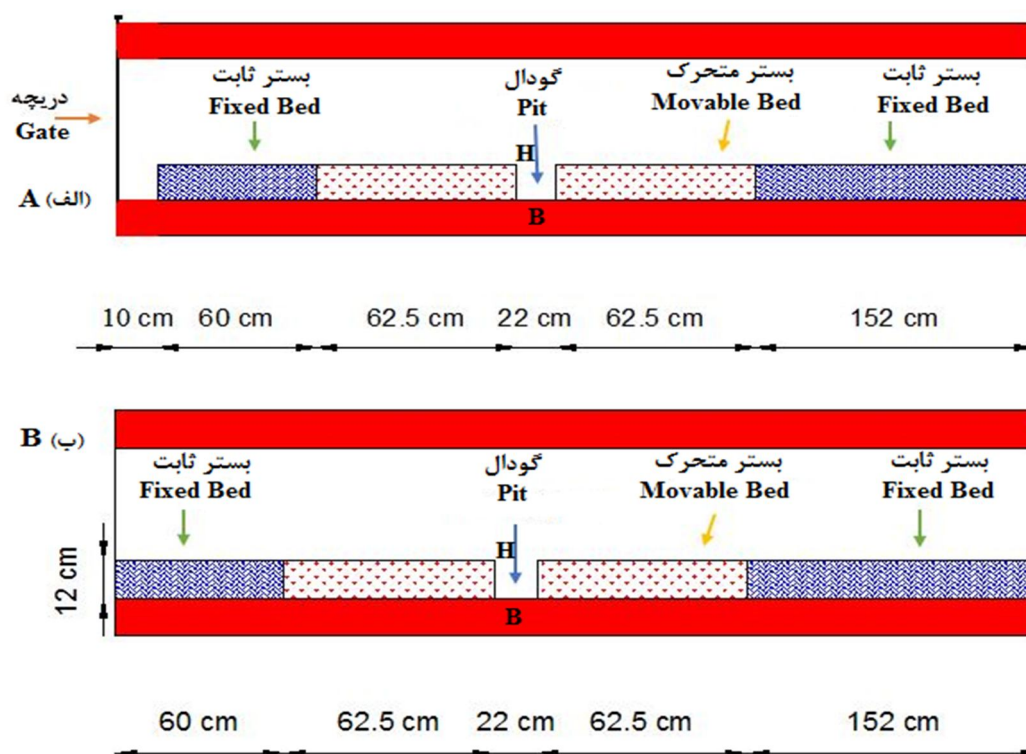 بستر ثابت
Fixed Bed
گودال
Pit
بستر متحرک
Movable Bed
بستر ثابت
Fixed Bed
دریچه
Gate
H
A (الف)
B
10 cm 60 cm 62.5 cm 22 cm 62.5 cm 152 cm
B (ب)
بستر ثابت
Fixed Bed
گودال
Pit
بستر متحرک
Movable Bed
بستر ثابت
Fixed Bed
H
12 cm
B
60 cm 62.5 cm 22 cm 62.5 cm 152 cm